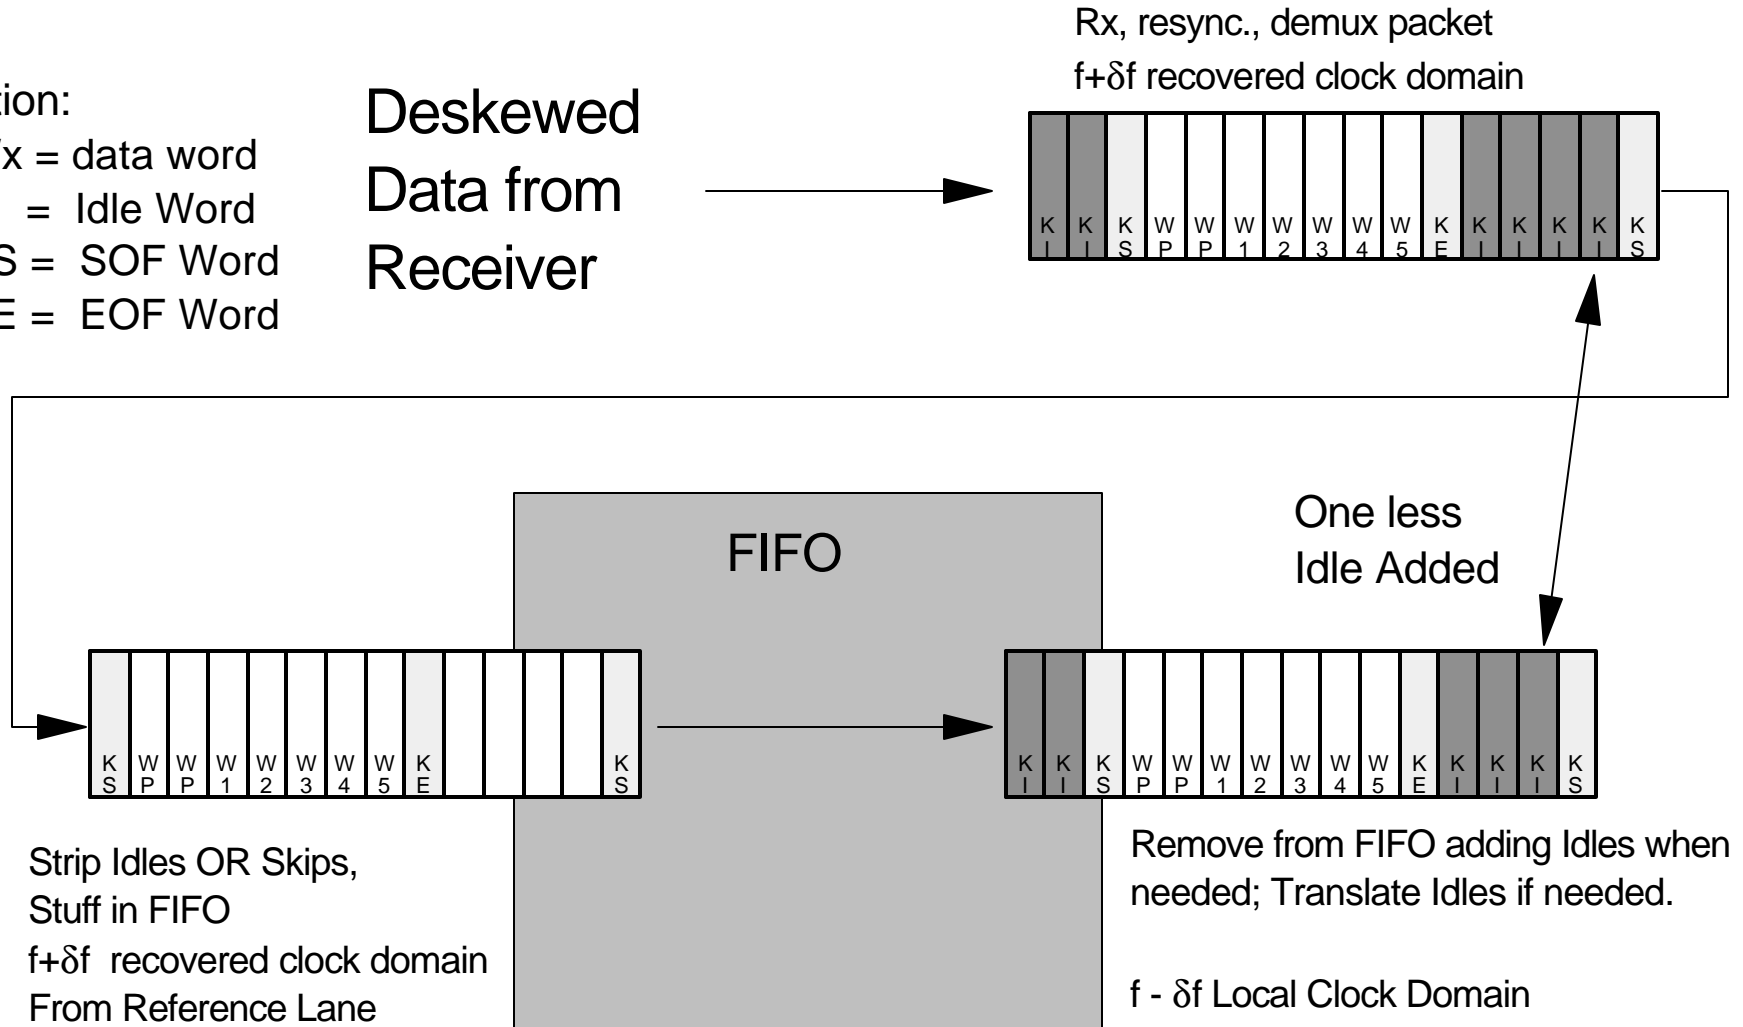 Rx, resync., demux packet
f+δf recovered clock domain
tion:
x = data word
= Idle Word
S = SOF Word
E = EOF Word
Deskewed
Data from
Receiver
K I K I K S W P W P W 1 W 2 W 3 W 4 W 5 K E K I K I K I K I K S
FIFO
One less
Idle Added
K S W P W P W 1 W 2 W 3 W 4 W 5 K E K S
K I K I K S W P W P W 1 W 2 W 3 W 4 W 5 K E K I K I K I K S
Strip Idles OR Skips,
Stuff in FIFO
f+δf recovered clock domain
From Reference Lane
Remove from FIFO adding Idles when
needed; Translate Idles if needed.
f - δf Local Clock Domain